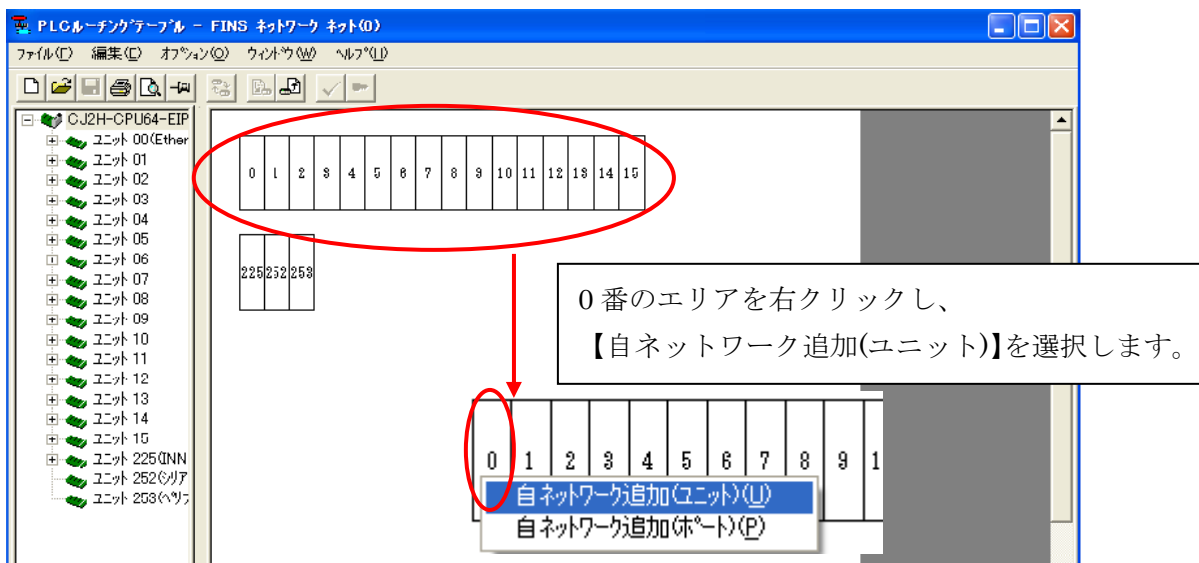 PLCルーチングテーブル - FINS ネットワーク ネット(0)
ファイル(F) 編集(E) オプション(O) ウィンドウ(W) ヘルプ(U)
CJ2H-CPU64-EIP
ユニット 00(Ether
ユニット 01
ユニット 02
ユニット 03
ユニット 04
ユニット 05
ユニット 06
ユニット 07
ユニット 08
ユニット 09
ユニット 10
ユニット 11
ユニット 12
ユニット 13
ユニット 14
ユニット 15
ユニット 225(INN
ユニット 252(シリア
ユニット 253(ヘリフ
0 1 2 3 4 5 6 7 8 9 10 11 12 13 14 15
225 252 253
0 番のエリアを右クリックし、
【自ネットワーク追加(ユニット)】を選択します。
0 1 2 3 4 5 6 7 8 9 1
自ネットワーク追加(ユニット)(U)
自ネットワーク追加(ポート)(P)